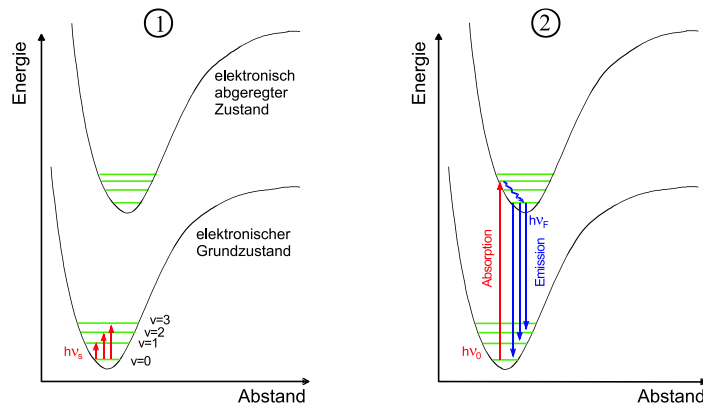 1
Energie
elektronisch
abgeregter
Zustand
elektronischer
Grundzustand
v=3
v=2
v=1
v=0
hνs
Abstand
2
Energie
hνF
Absorption
Emission
hν0
Abstand